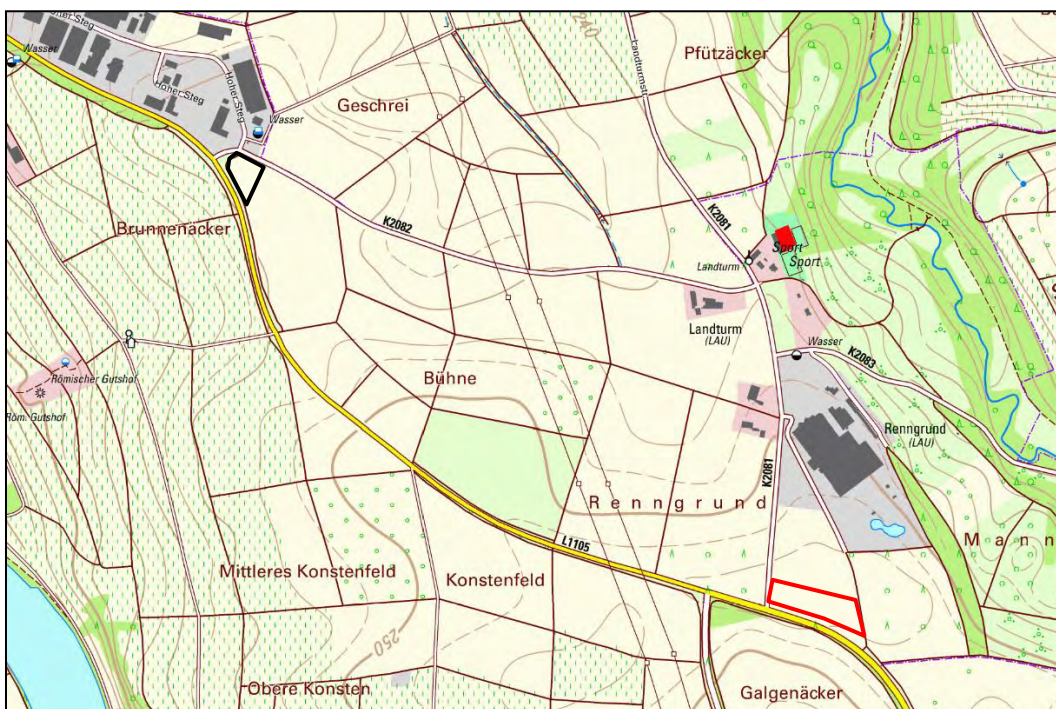 Wasser
Hoher Steg
Hoher Steg
Wasser
Geschrei
Landturmstr.
240
Pfützäcker
Brunnenäcker
K2082
K2081
Sport
Sport
Landturm
Landturm
(LAU)
Wasser
K2083
Römischer Gutshof
Röm. Gutshof
Bühne
Renngrund
(LAU)
K2081
Renngrund
L1105
Mann
Mittleres Konstenfeld
Konstenfeld
250
Obere Konsten
Galgenäcker